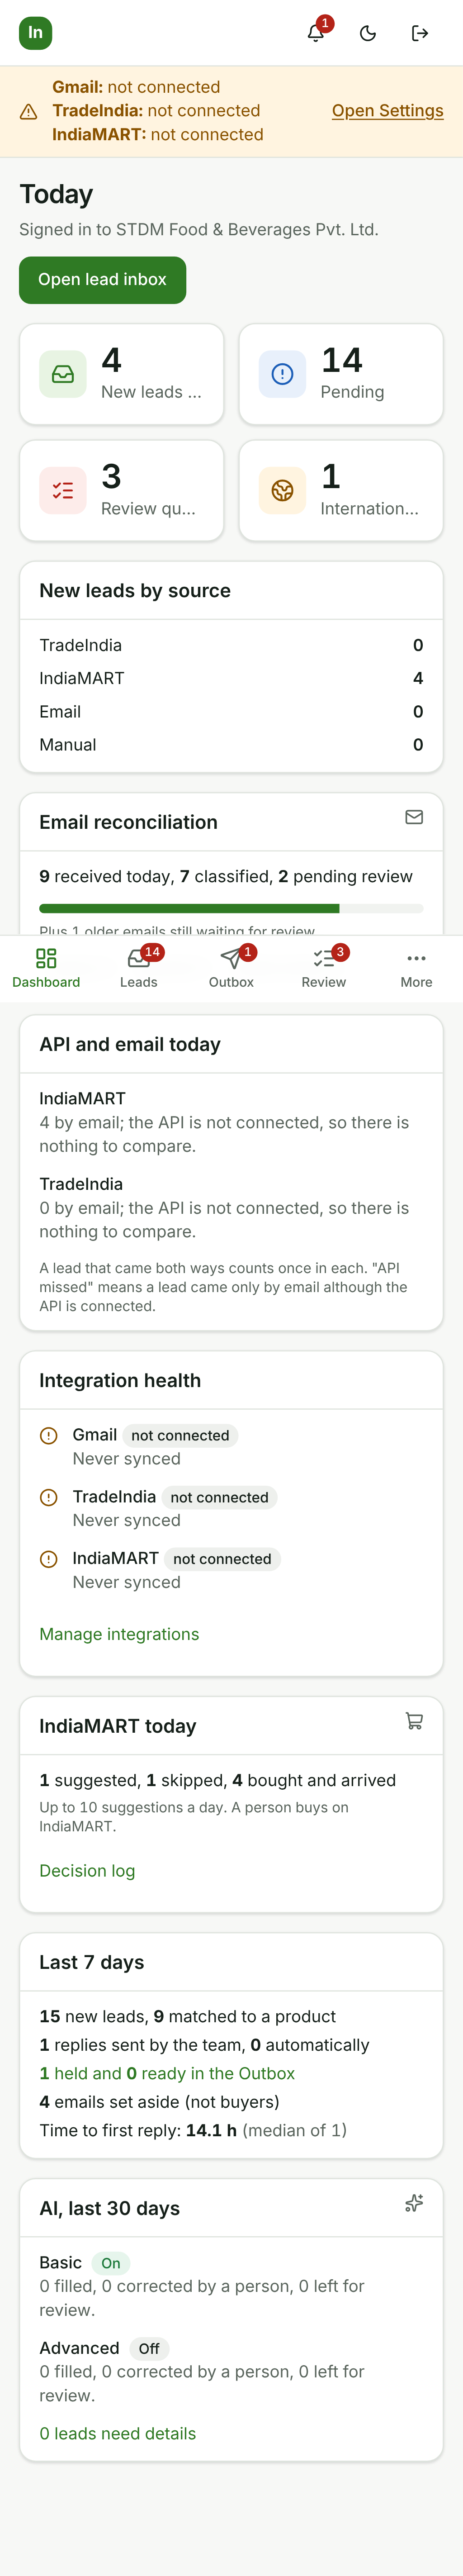 In
1
Gmail: not connected
TradeIndia: not connected
IndiaMART: not connected
Open Settings
Today
Signed in to STDM Food & Beverages Pvt. Ltd.
Open lead inbox
4
New leads ...
14
Pending
3
Review qu...
1
Internation...
New leads by source
TradeIndia 0
IndiaMART 4
Email 0
Manual 0
Email reconciliation
9 received today, 7 classified, 2 pending review
Plus 1 older emails still waiting for review
14
1
3
Dashboard
Leads
Outbox
Review
More
API and email today
IndiaMART
4 by email; the API is not connected, so there is
nothing to compare.
TradeIndia
0 by email; the API is not connected, so there is
nothing to compare.
A lead that came both ways counts once in each. "API
missed" means a lead came only by email although the
API is connected.
Integration health
Gmail not connected
Never synced
TradeIndia not connected
Never synced
IndiaMART not connected
Never synced
Manage integrations
IndiaMART today
1 suggested, 1 skipped, 4 bought and arrived
Up to 10 suggestions a day. A person buys on
IndiaMART.
Decision log
Last 7 days
15 new leads, 9 matched to a product
1 replies sent by the team, 0 automatically
1 held and 0 ready in the Outbox
4 emails set aside (not buyers)
Time to first reply: 14.1 h (median of 1)
AI, last 30 days
Basic On
0 filled, 0 corrected by a person, 0 left for
review.
Advanced Off
0 filled, 0 corrected by a person, 0 left for
review.
0 leads need details